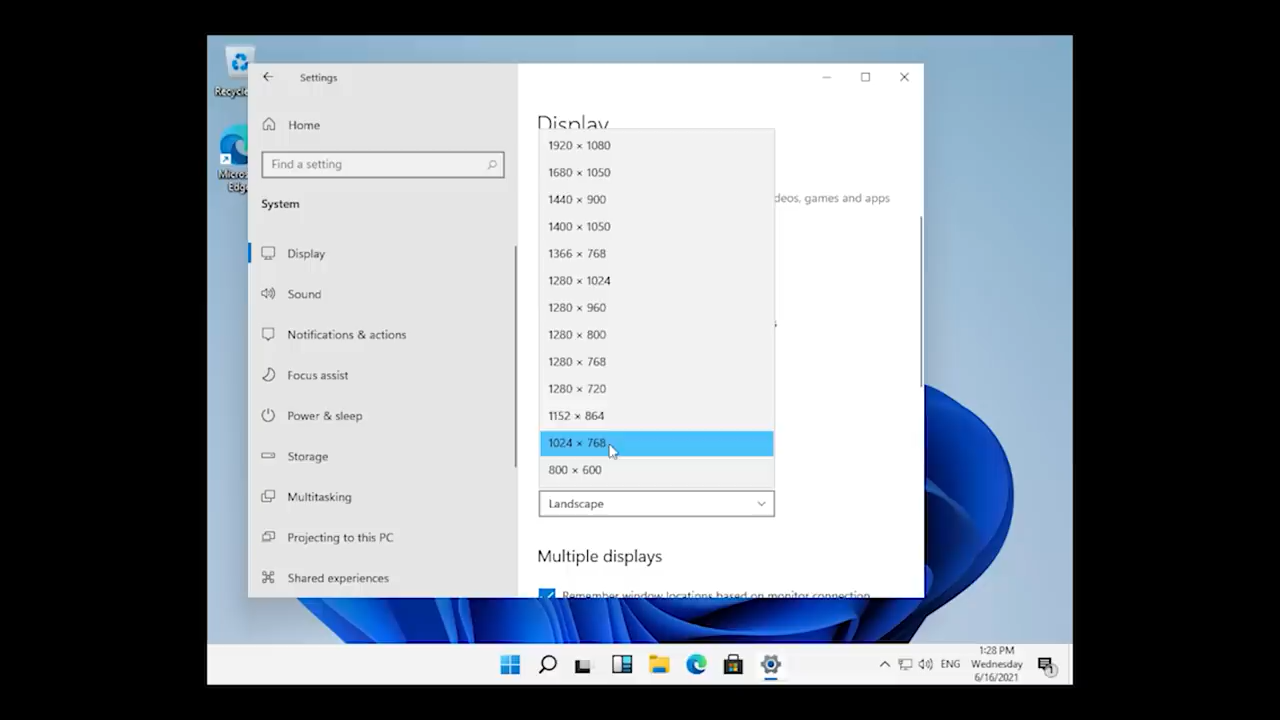 Recycle
Micros
Edge
Settings
Home
Find a setting
System
Display
Sound
Notifications & actions
Focus assist
Power & sleep
Storage
Multitasking
Projecting to this PC
Shared experiences
Display
deos, games and apps
1920 × 1080
1680 × 1050
1440 × 900
1400 × 1050
1366 × 768
1280 × 1024
1280 × 960
1280 × 800
1280 × 768
1280 × 720
1152 × 864
1024 × 768
800 × 600
Landscape
Multiple displays
Remember window locations based on monitor connection
ENG
1:28 PM
Wednesday
6/16/2021
1